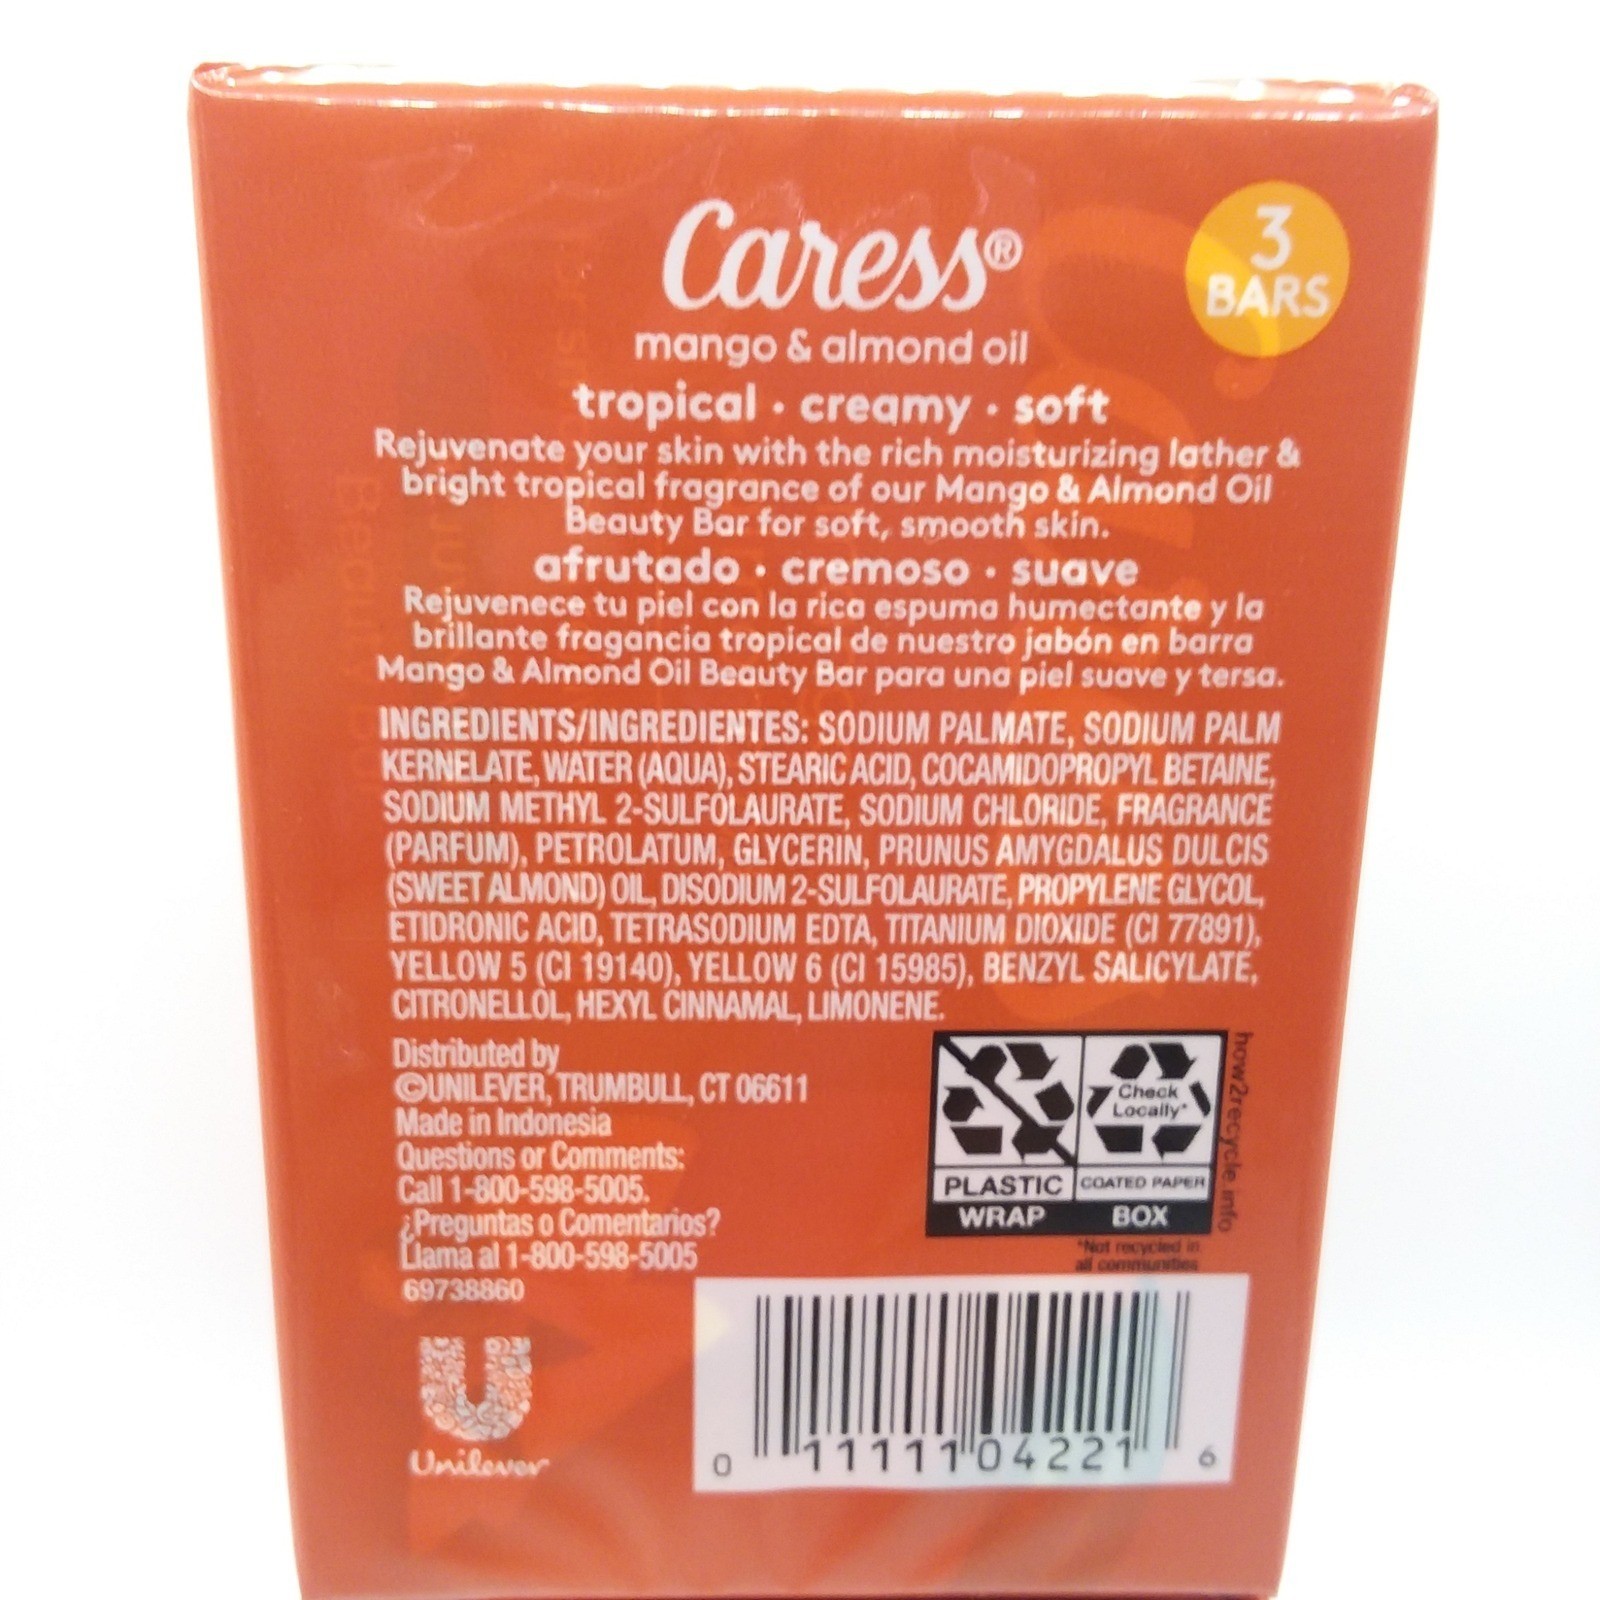 Caress®
3
BARS
mango & almond oil
tropical · creamy · soft
Rejuvenate your skin with the rich moisturizing lather &
bright tropical fragrance of our Mango & Almond Oil
Beauty Bar for soft, smooth skin.
afrutado · cremoso · suave
Rejuvenece tu piel con la rica espuma humectante y la
brillante fragancia tropical de nuestro jabón en barra
Mango & Almond Oil Beauty Bar para una piel suave y tersa.
INGREDIENTS/INGREDIENTES: SODIUM PALMATE, SODIUM PALM
KERNELATE, WATER (AQUA), STEARIC ACID, COCAMIDOPROPYL BETAINE,
SODIUM METHYL 2-SULFOLAURATE, SODIUM CHLORIDE, FRAGRANCE
(PARFUM), PETROLATUM, GLYCERIN, PRUNUS AMYGDALUS DULCIS
(SWEET ALMOND) OIL, DISODIUM 2-SULFOLAURATE, PROPYLENE GLYCOL,
ETIDRONIC ACID, TETRASODIUM EDTA, TITANIUM DIOXIDE (CI 77891),
YELLOW 5 (CI 19140), YELLOW 6 (CI 15985), BENZYL SALICYLATE,
CITRONELLOL, HEXYL CINNAMAL, LIMONENE.
Distributed by
©UNILEVER, TRUMBULL, CT 06611
Made in Indonesia
Questions or Comments:
Call 1-800-598-5005.
¿Preguntas o Comentarios?
Llama al 1-800-598-5005
69738860
Unilever
Check
Locally*
PLASTIC
WRAP
COATED PAPER
BOX
how2recycle.info
*Not recycled in
all communities
0 11111 04221 6